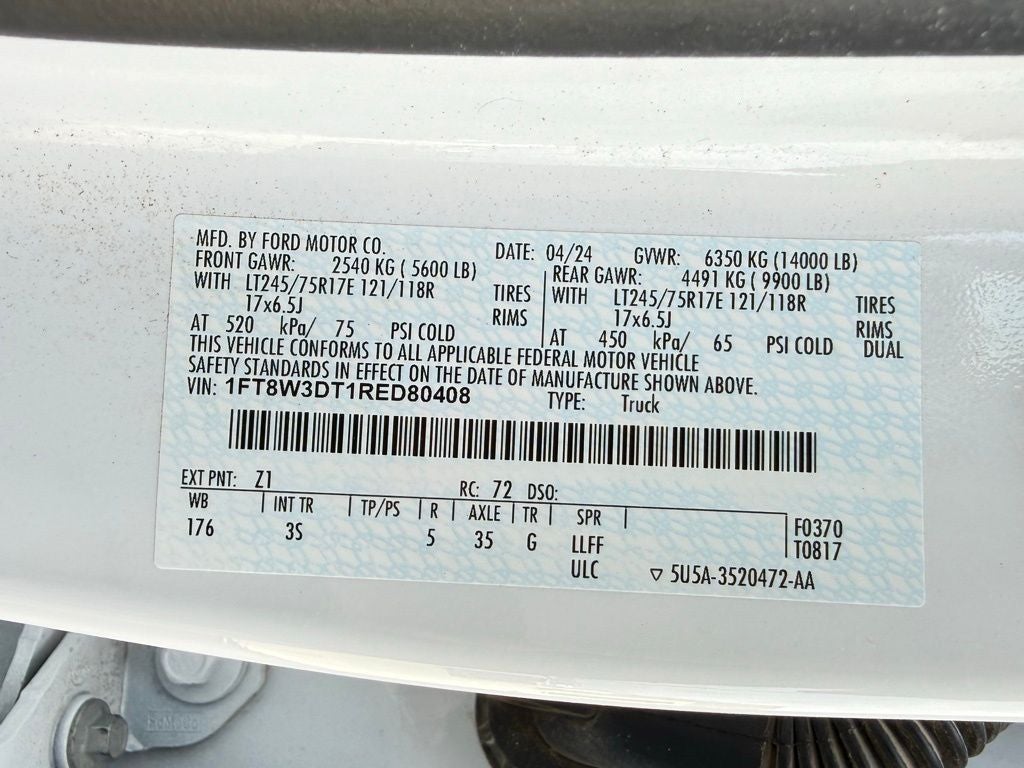 MFD. BY FORD MOTOR CO. DATE: 04/24 GVWR: 6350 KG (14000 LB)
FRONT GAWR: 2540 KG ( 5600 LB) REAR GAWR: 4491 KG ( 9900 LB)
WITH LT245/75R17E 121/118R TIRES WITH LT245/75R17E 121/118R TIRES
17x6.5J RIMS 17x6.5J RIMS
AT 520 kPa/ 75 PSI COLD AT 450 kPa/ 65 PSI COLD DUAL
THIS VEHICLE CONFORMS TO ALL APPLICABLE FEDERAL MOTOR VEHICLE
SAFETY STANDARDS IN EFFECT ON THE DATE OF MANUFACTURE SHOWN ABOVE.
VIN: 1FT8W3DT1RED80408 TYPE: Truck
EXT PNT: Z1 RC: 72 DSO:
WB INT TR TP/PS R AXLE TR SPR F0370
176 3S 5 35 G LLFF T0817
ULC 5U5A-3520472-AA